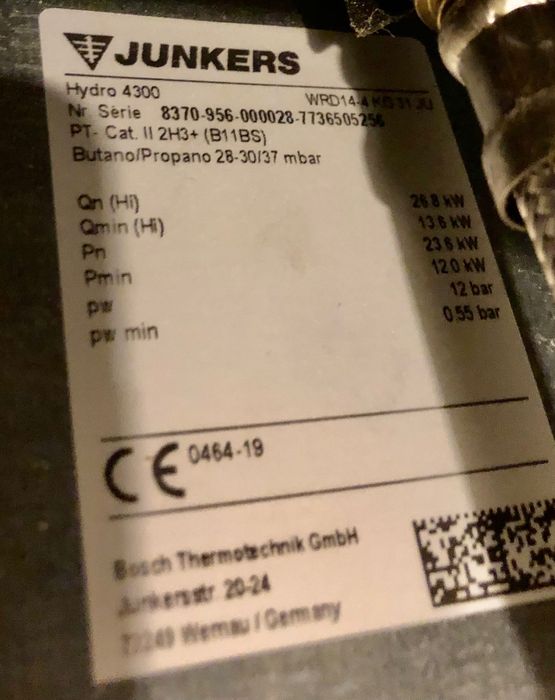 JUNKERS
Hydro 4300 WRD14-4 KG 31 JU
Nr. Série 8370-956-000028-7736505256
PT- Cat. II 2H3+ (B11BS)
Butano/Propano 28-30/37 mbar
Qn (Hi) 26.8 kW
Qmin (Hi) 13.6 kW
Pn 23.6 kW
Pmin 12.0 kW
pw 12 bar
pw min 0.55 bar
CE 0464-19
Bosch Thermotechnik GmbH
Junkersstr. 20-24
73249 Wernau / Germany